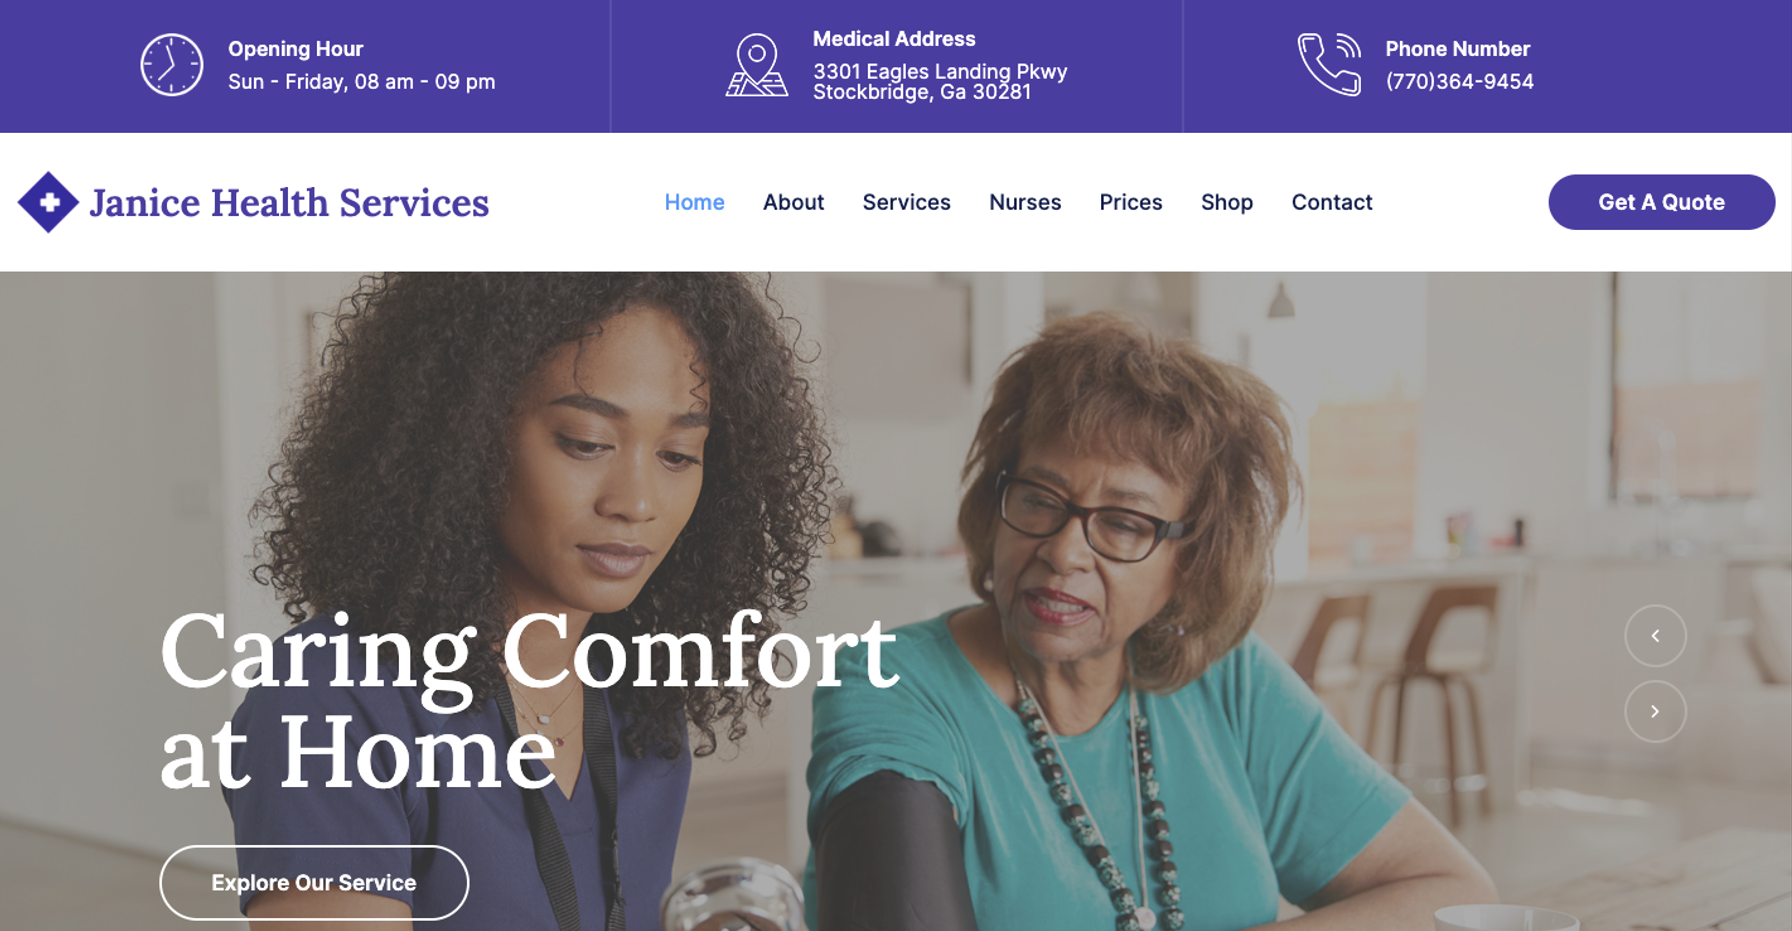 Opening Hour
Sun - Friday, 08 am - 09 pm
Medical Address
3301 Eagles Landing Pkwy
Stockbridge, Ga 30281
Phone Number
(770)364-9454
Janice Health Services
Home About Services Nurses Prices Shop Contact
Get A Quote
Caring Comfort
at Home
Explore Our Service